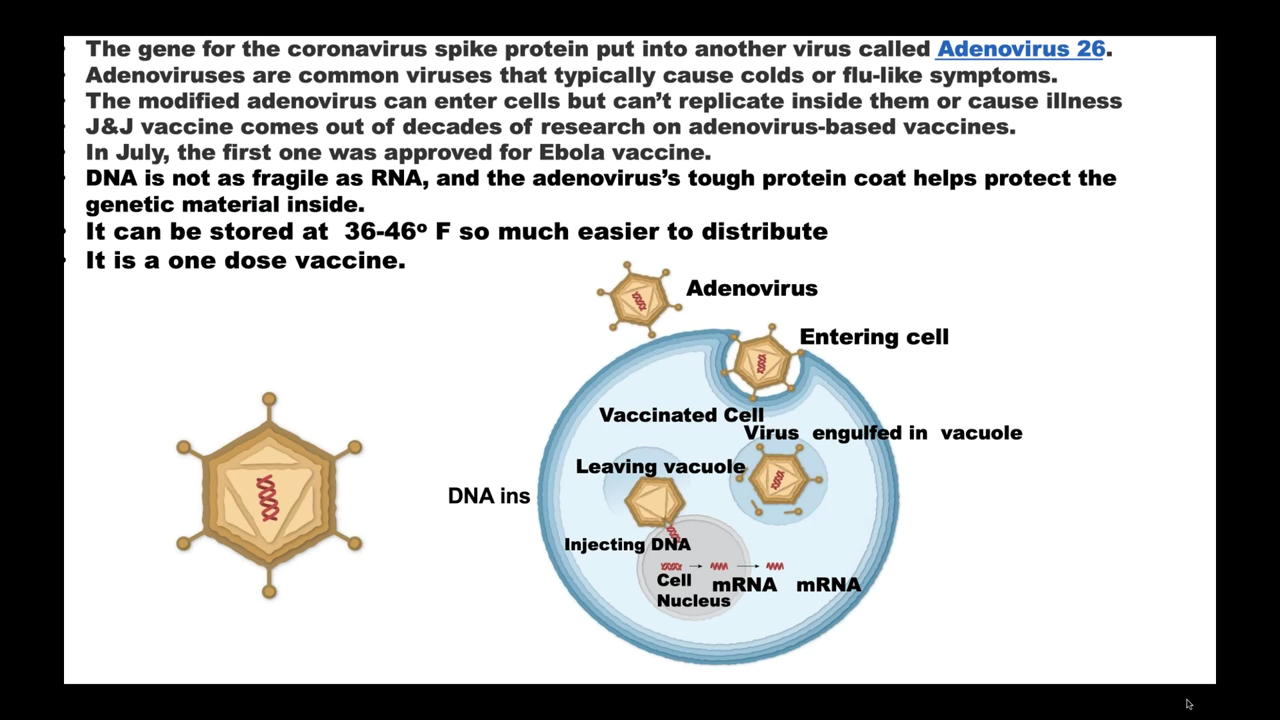 The gene for the coronavirus spike protein put into another virus called Adenovirus 26.
Adenoviruses are common viruses that typically cause colds or flu-like symptoms.
The modified adenovirus can enter cells but can’t replicate inside them or cause illness
J&J vaccine comes out of decades of research on adenovirus-based vaccines.
In July, the first one was approved for Ebola vaccine.
DNA is not as fragile as RNA, and the adenovirus’s tough protein coat helps protect the
genetic material inside.
It can be stored at 36-46º F so much easier to distribute
It is a one dose vaccine.
Adenovirus
Entering cell
Vaccinated Cell
Virus engulfed in vacuole
Leaving vacuole
DNA ins
Injecting DNA
Cell
Nucleus
mRNA
mRNA